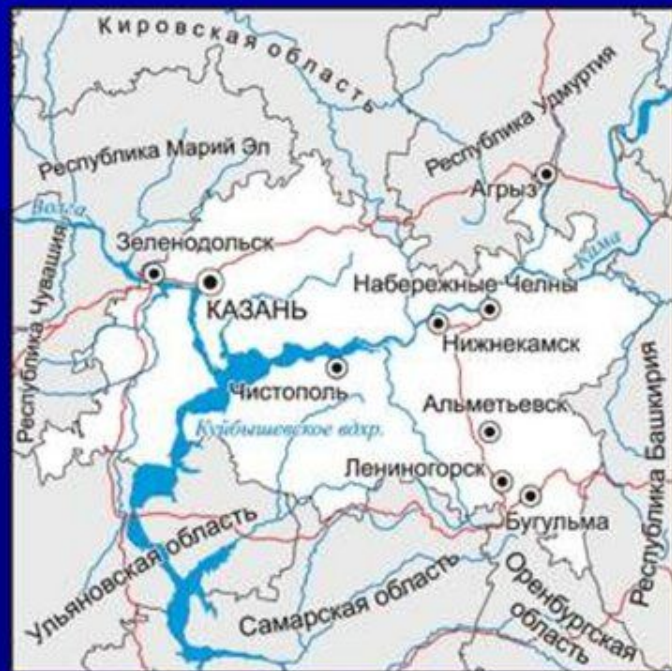 Кировская область
Республика Удмуртия
Республика Марий Эл
Агрыз
Волга
Кама
Зеленодольск
Республика Чувашия
КАЗАНЬ
Набережные Челны
Нижнекамск
Чистополь
Альметьевск
Куйбышевское вдхр.
Республика Башкирия
Лениногорск
Бугульма
Ульяновская область
Самарская область
Оренбургская
область